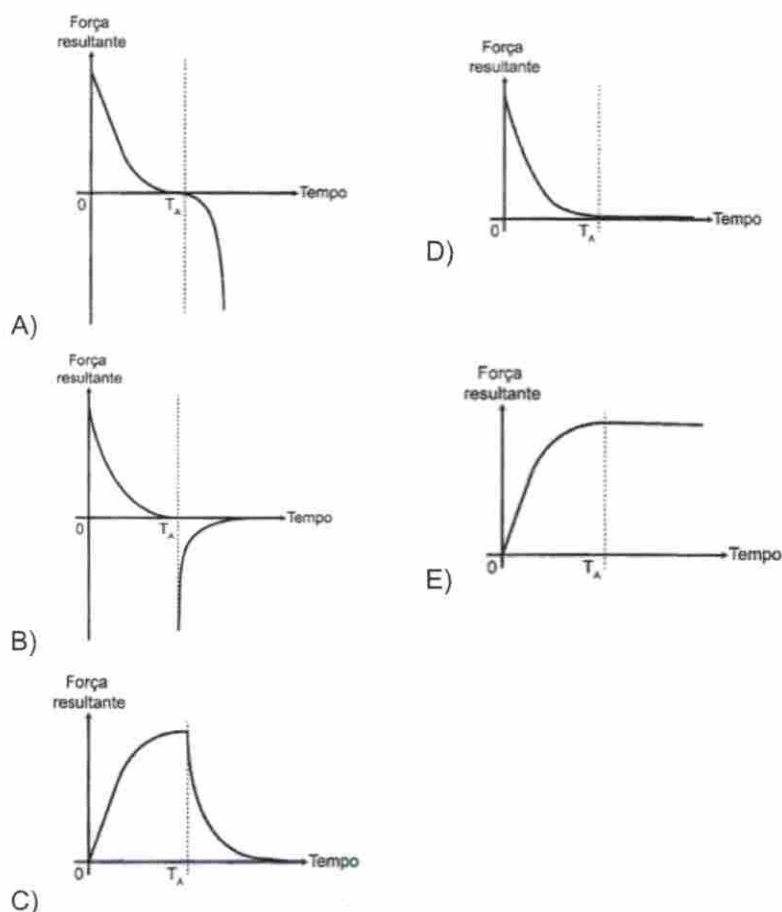 Força
resultante
0
T_A
Tempo
A)
Força
resultante
0
T_A
Tempo
B)
Força
resultante
0
T_A
Tempo
C)
Força
resultante
0
T_A
Tempo
D)
Força
resultante
0
T_A
Tempo
E)